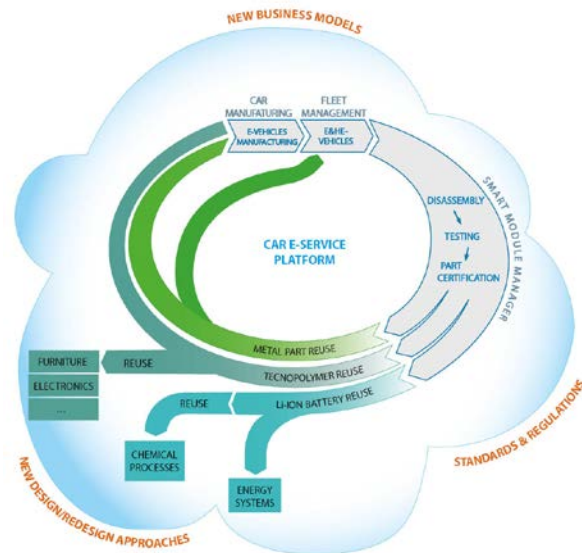 NEW BUSINESS MODELS
CAR
MANUFATURING
FLEET
MANAGEMENT
E-VEHICLES
MANUFACTURING
E&HE-
VEHICLES
SMART MODULE MANAGER
DISASSEMBLY
TESTING
PART
CERTIFICATION
CAR E-SERVICE
PLATFORM
METAL PART REUSE
TECNOPOLYMER REUSE
LI-ION BATTERY REUSE
FURNITURE
REUSE
ELECTRONICS
...
REUSE
CHEMICAL
PROCESSES
ENERGY
SYSTEMS
STANDARDS & REGULATIONS
NEW DESIGN/REDESIGN APPROACHES